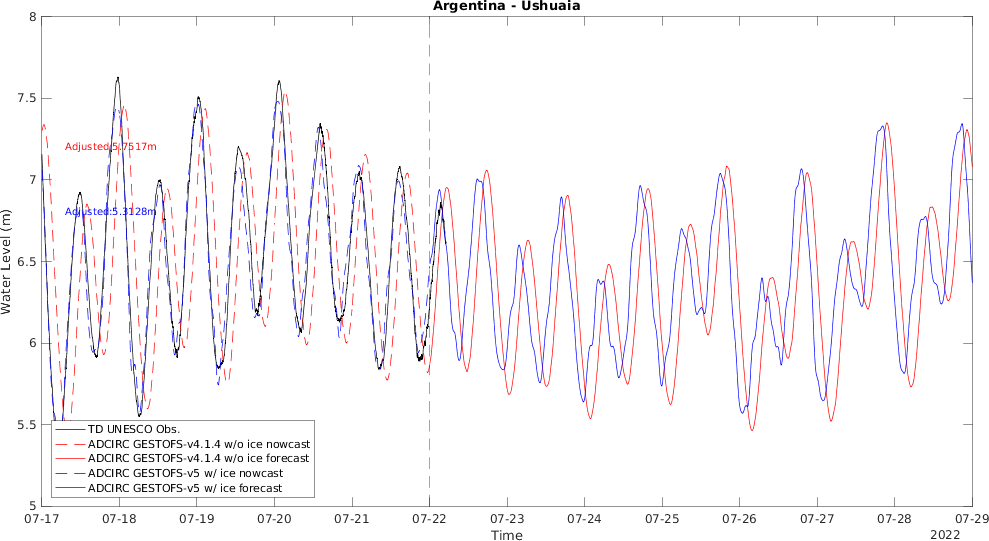 Argentina - Ushuaia
8
7.5
7
6.5
6
5.5
5
Water Level (m)
Adjusted:5.7517m
Adjusted:5.3128m
TD UNESCO Obs.
ADCIRC GESTOFS-v4.1.4 w/o ice nowcast
ADCIRC GESTOFS-v4.1.4 w/o ice forecast
ADCIRC GESTOFS-v5 w/ ice nowcast
ADCIRC GESTOFS-v5 w/ ice forecast
07-17 07-18 07-19 07-20 07-21 07-22 07-23 07-24 07-25 07-26 07-27 07-28 07-29
Time
2022